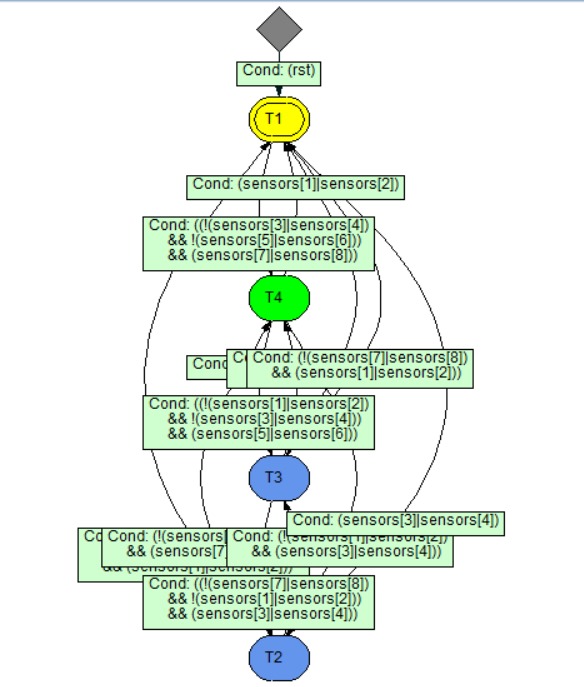 Cond: (rst)
T1
Cond: (sensors[1]|sensors[2])
Cond: ((!(sensors[3]|sensors[4])
&& !(sensors[5]|sensors[6]))
&& (sensors[7]|sensors[8]))
T4
Cond: (!(sensors[7]|sensors[8])
&& (sensors[1]|sensors[2]))
Cond: ((!(sensors[1]|sensors[2])
&& !(sensors[3]|sensors[4]))
&& (sensors[5]|sensors[6]))
T3
Cond: (sensors[3]|sensors[4])
Cond: (!(sensors[
&& (sensors[7]
Cond: (!(sensors[1]|sensors[2])
&& (sensors[3]|sensors[4]))
&& (sensors[1]|sensors[2]))
Cond: ((!(sensors[7]|sensors[8])
&& !(sensors[1]|sensors[2]))
&& (sensors[3]|sensors[4]))
T2